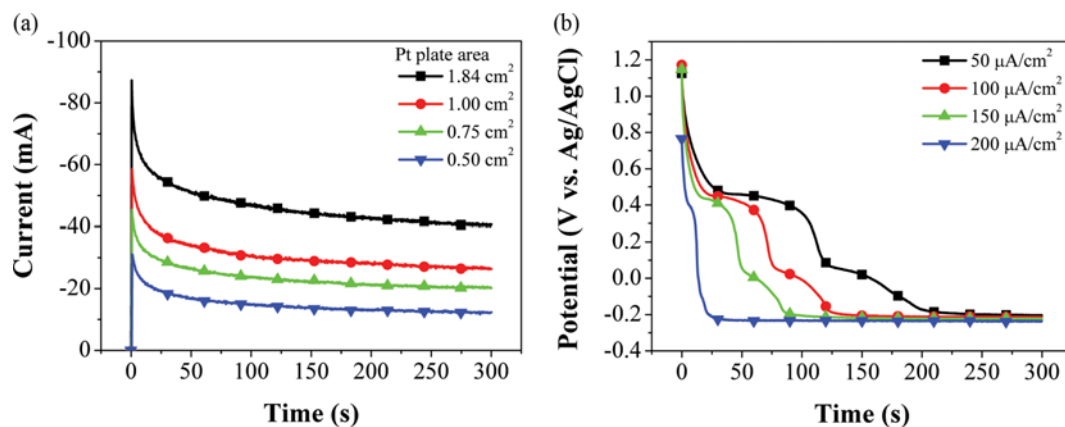 (a)
-100
-80
-60
-40
-20
0
Current (mA)
Pt plate area
1.84 cm²
1.00 cm²
0.75 cm²
0.50 cm²
0 50 100 150 200 250 300
Time (s)
(b)
1.2
1.0
0.8
0.6
0.4
0.2
0.0
-0.2
-0.4
Potential (V vs. Ag/AgCl)
50 μA/cm²
100 μA/cm²
150 μA/cm²
200 μA/cm²
0 50 100 150 200 250 300
Time (s)